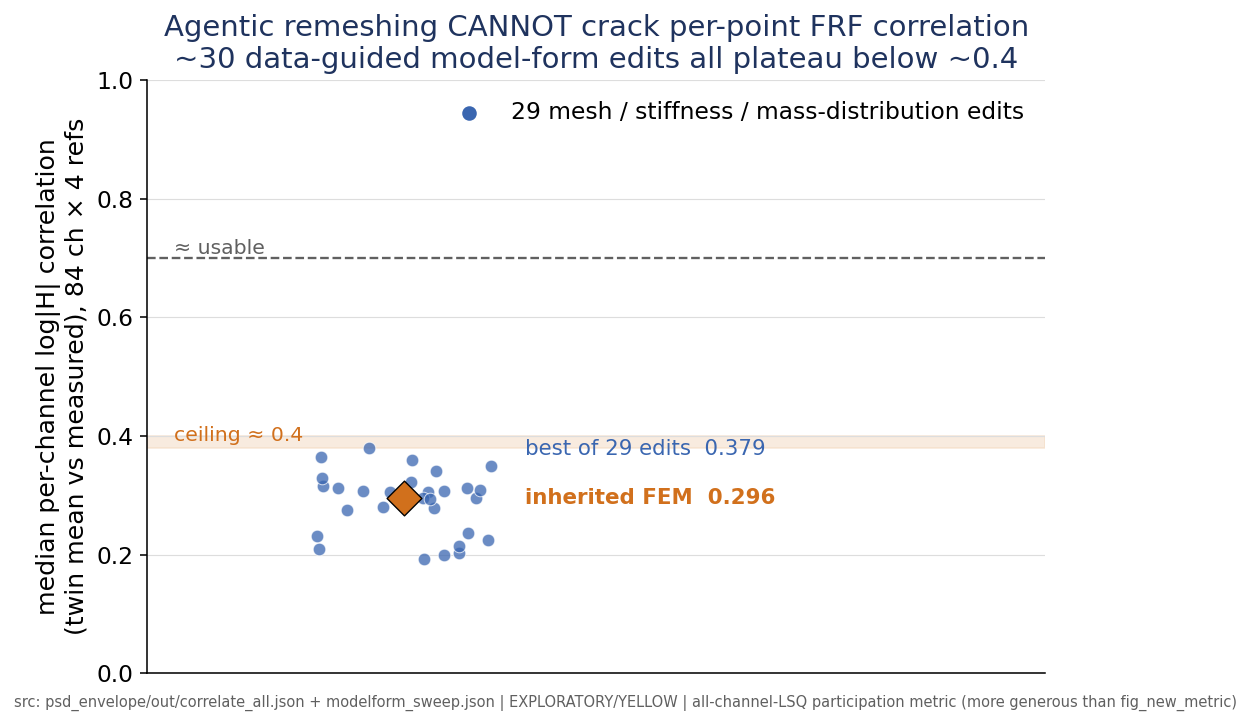 Agentic remeshing CANNOT crack per-point FRF correlation
~30 data-guided model-form edits all plateau below ~0.4
median per-channel log|H| correlation
(twin mean vs measured), 84 ch × 4 refs
1.0
0.8
0.6
0.4
0.2
0.0
29 mesh / stiffness / mass-distribution edits
≈ usable
ceiling ≈ 0.4
best of 29 edits 0.379
inherited FEM 0.296
src: psd_envelope/out/correlate_all.json + modelform_sweep.json | EXPLORATORY/YELLOW | all-channel-LSQ participation metric (more generous than fig_new_metric)